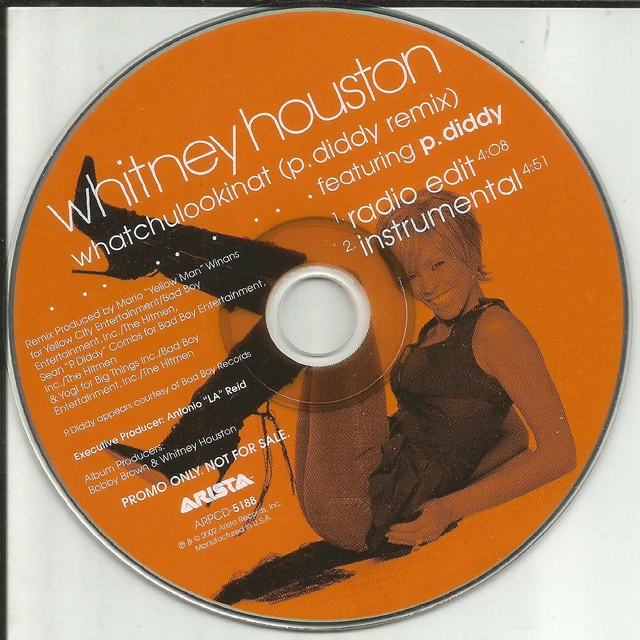 whitney houston
whatchulookinat (p. diddy remix)
. . . . . . . . . featuring p.diddy
1. radio edit 4:08
2. instrumental 4:51
Remix Produced by Mario "Yellow Man" Winans
for Yellow City Entertainment/Bad Boy
Entertainment, Inc./The Hitmen,
Sean "P.Diddy" Combs for Bad Boy Entertainment,
Inc./The Hitmen
& Yogi for Big Things Inc./Bad Boy
Entertainment, Inc./The Hitmen
P.Diddy appears courtesy of Bad Boy Records
Executive Producer: Antonio "LA" Reid
Album Producers:
Bobby Brown & Whitney Houston
PROMO ONLY. NOT FOR SALE.
ARISTA
ARPCD-5188
℗ & © 2002 Arista Records, Inc.
Manufactured in U.S.A.